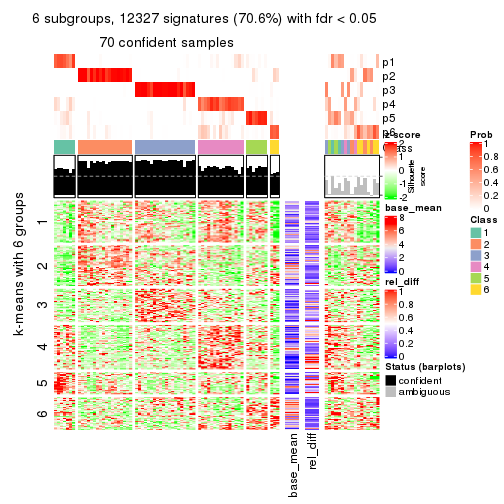 6 subgroups, 12327 signatures (70.6%) with fdr < 0.05
70 confident samples
p1
p2
p3
p4
p5
p6
z-score
2
1
0
-1
-2
Silhouette
score
Prob
1
0.8
0.6
0.4
0.2
0
Class
1
2
3
4
5
6
base_mean
8
6
4
2
0
rel_diff
1
0.8
0.6
0.4
0.2
0
Status (barplots)
confident
ambiguous
k-means with 6 groups
1
2
3
4
5
6
base_mean
rel_diff